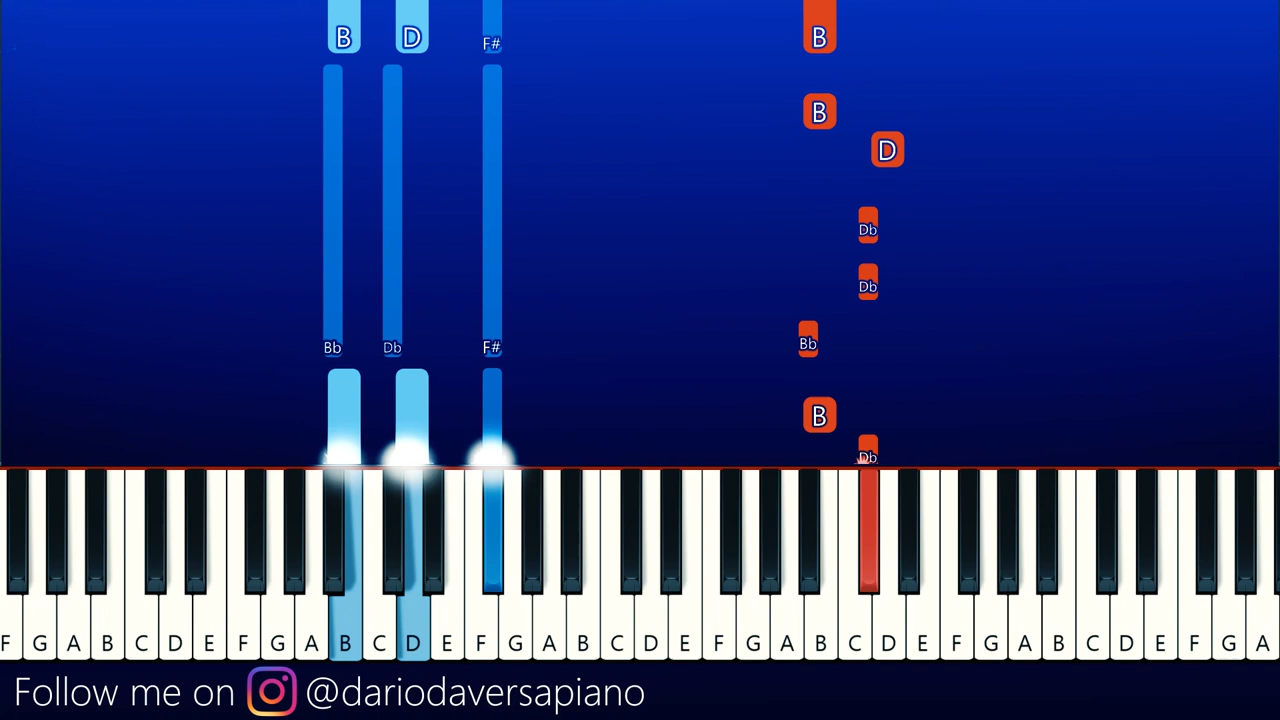 B D F# B
B
D
Db
Db
Bb
Bb Db F#
B
Db
F G A B C D E F G A B C D E F G A B C D E F G A B C D E F G A B C D E F G A
Follow me on @dariodaversapiano